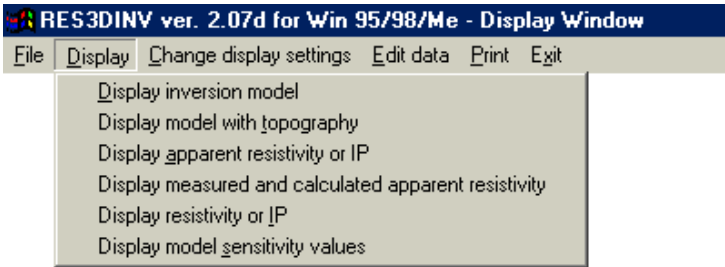 RES3DINV ver. 2.07d for Win 95/98/Me - Display Window
File Display Change display settings Edit data Print Exit
Display inversion model
Display model with topography
Display apparent resistivity or IP
Display measured and calculated apparent resistivity
Display resistivity or IP
Display model sensitivity values